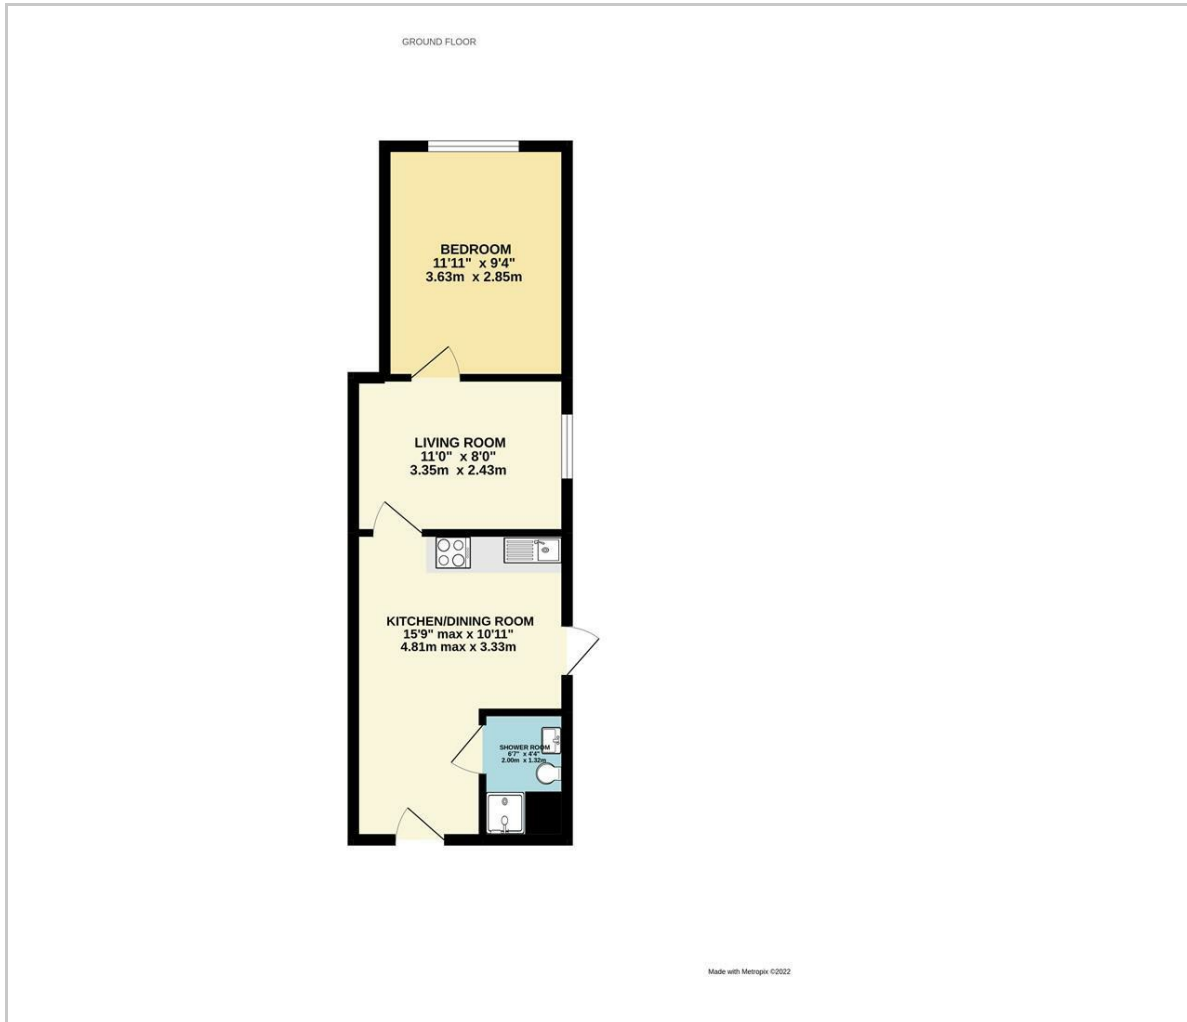 GROUND FLOOR
BEDROOM
11'11" x 9'4"
3.63m x 2.85m
LIVING ROOM
11'0" x 8'0"
3.35m x 2.43m
KITCHEN/DINING ROOM
15'9" max x 10'11"
4.81m max x 3.33m
SHOWER ROOM
6'7" x 4'4"
2.00m x 1.32m
Made with Metropix ©2022